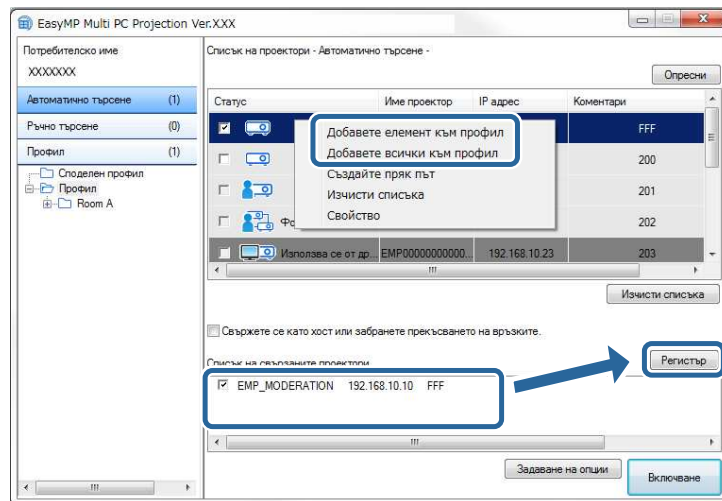 EasyMP Multi PC Projection Ver.XXX
Потребителско име
XXXXXXX
Автоматично търсене (1)
Ръчно търсене (0)
Профил (1)
Споделен профил
Профил
Room A
Списък на проектори - Автоматично търсене -
Опресни
Статус Име проектор IP адрес Коментари
FFF
200
201
Фо 202
Използва се от др... EMP00000000000... 192.168.10.23 203
Добавете елемент към профил
Добавете всички към профил
Създайте пряк път
Изчисти списъка
Свойство
Изчисти списъка
Свържете се като хост или забранете прекъсването на връзките.
Списък на свързаните проектори
Регистър
EMP_MODERATION 192.168.10.10 FFF
Задаване на опции
Включване